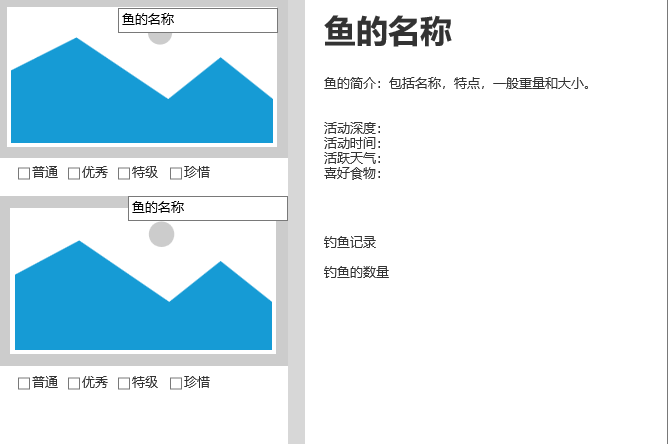 鱼的名称
普通 优秀 特级 珍惜
鱼的名称
普通 优秀 特级 珍惜
鱼的名称
鱼的简介：包括名称，特点，一般重量和大小。
活动深度：
活动时间：
活跃天气：
喜好食物：
钓鱼记录
钓鱼的数量